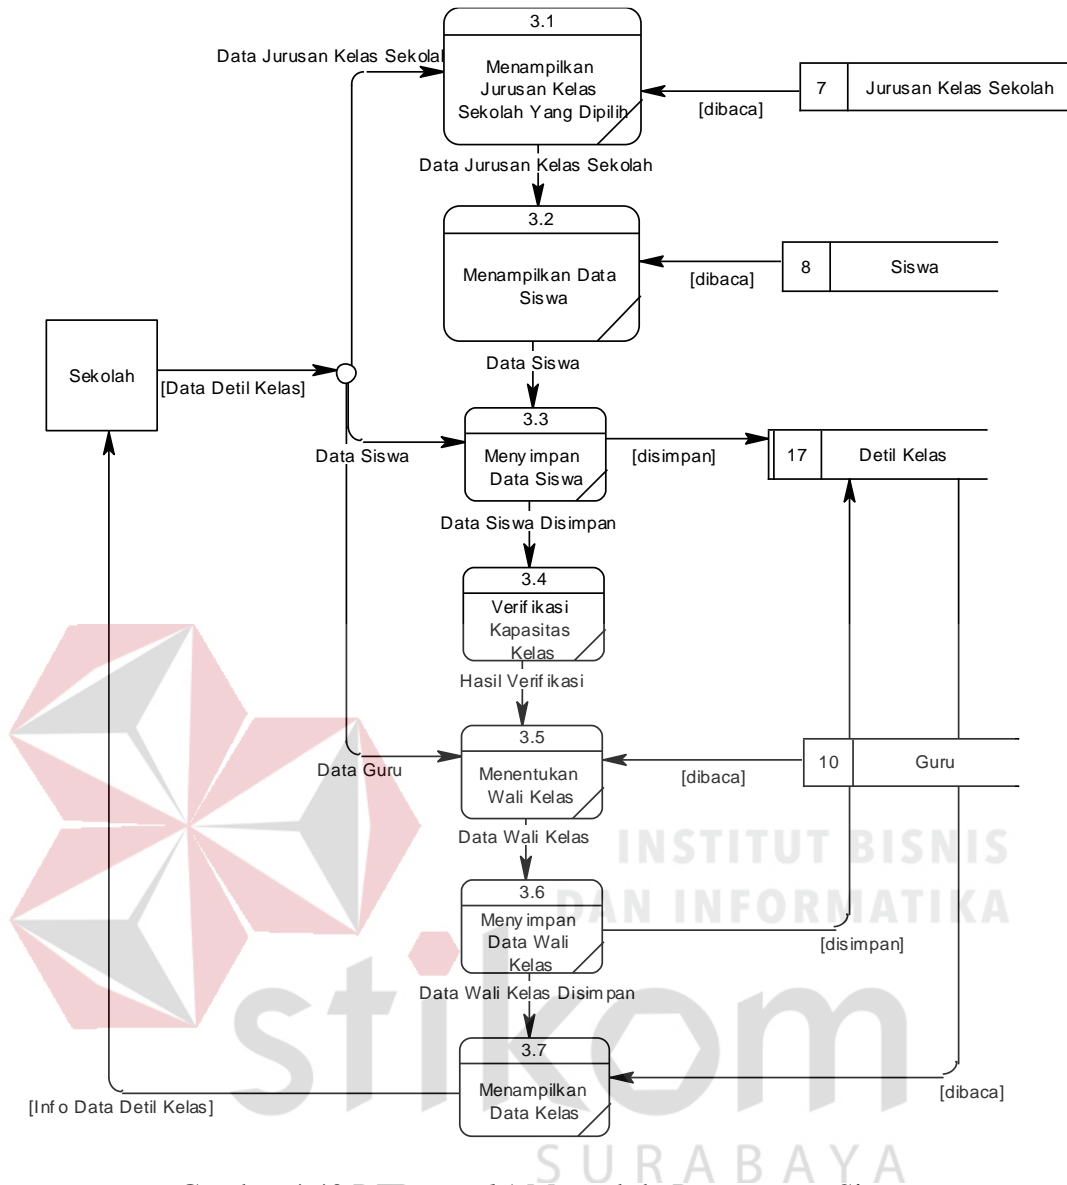 3.1
Data Jurusan Kelas Sekolah
Menampilkan
Jurusan Kelas
Sekolah Yang Dipilih
7
Jurusan Kelas Sekolah
[dibaca]
Data Jurusan Kelas Sekolah
3.2
Menampilkan Data
Siswa
8
Siswa
[dibaca]
Data Siswa
Sekolah
[Data Detil Kelas]
3.3
Menyimpan
Data Siswa
Data Siswa
[disimpan]
17
Detil Kelas
Data Siswa Disimpan
3.4
Verifikasi
Kapasitas
Kelas
Hasil Verifikasi
3.5
Menentukan
Wali Kelas
Data Guru
[dibaca]
10
Guru
Data Wali Kelas
INSTITUT BISNIS
DAN INFORMATIKA
3.6
Menyimpan
Data Wali
Kelas
[disimpan]
Data Wali Kelas Disimpan
stikom
3.7
Menampilkan
Data Kelas
[dibaca]
[Info Data Detil Kelas]
SURABAYA